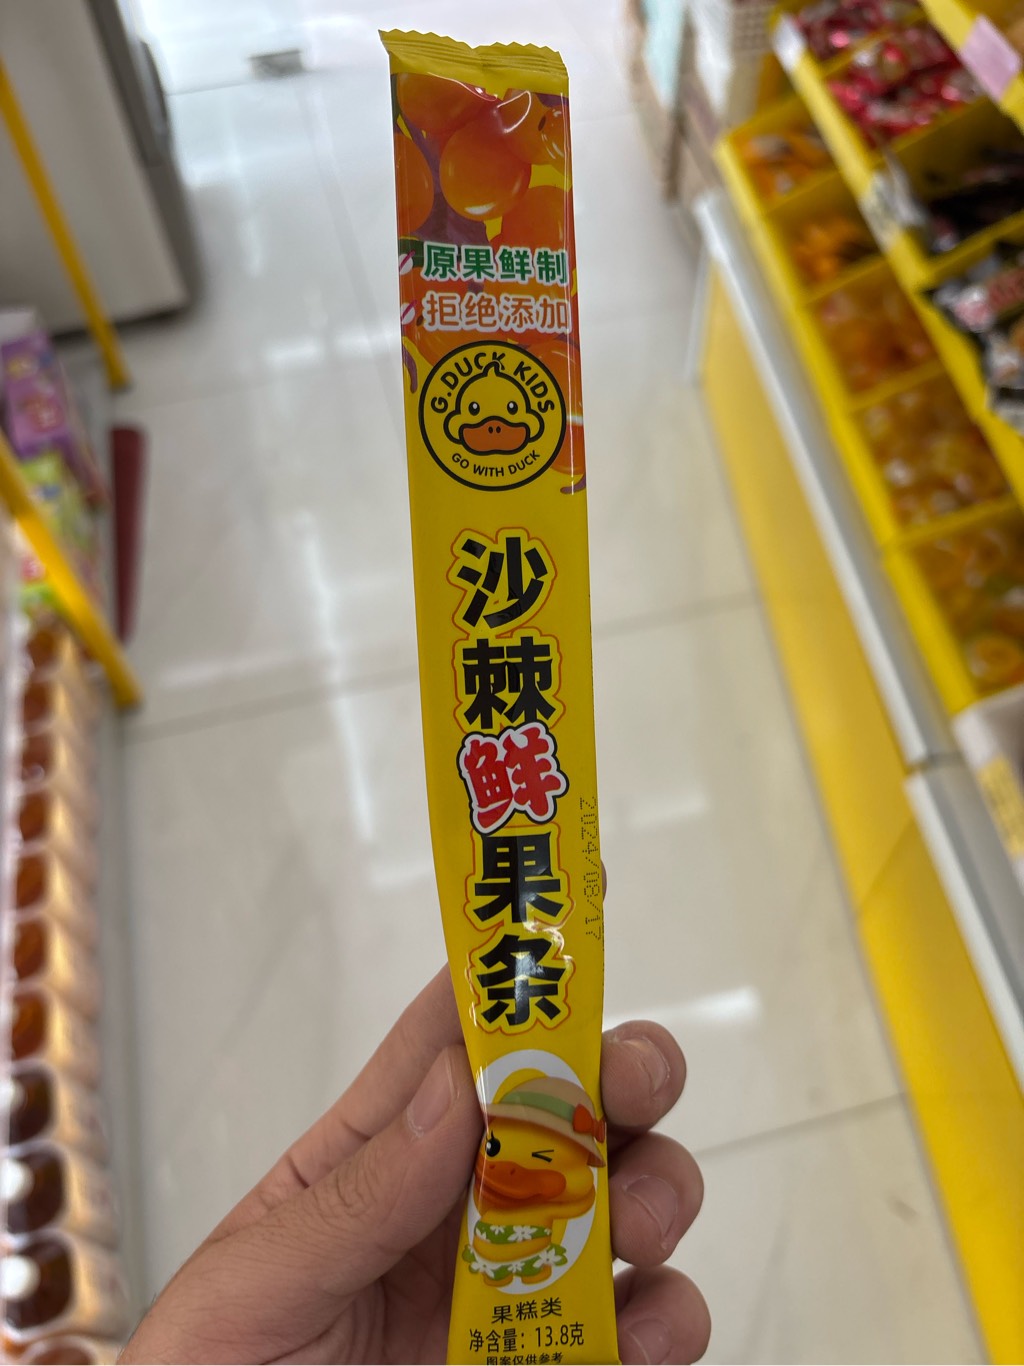 原果鲜制
拒绝添加
G.DUCK KIDS
GO WITH DUCK
沙棘鲜果条
2024/08/17
果糕类
净含量：13.8克
图案仅供参考